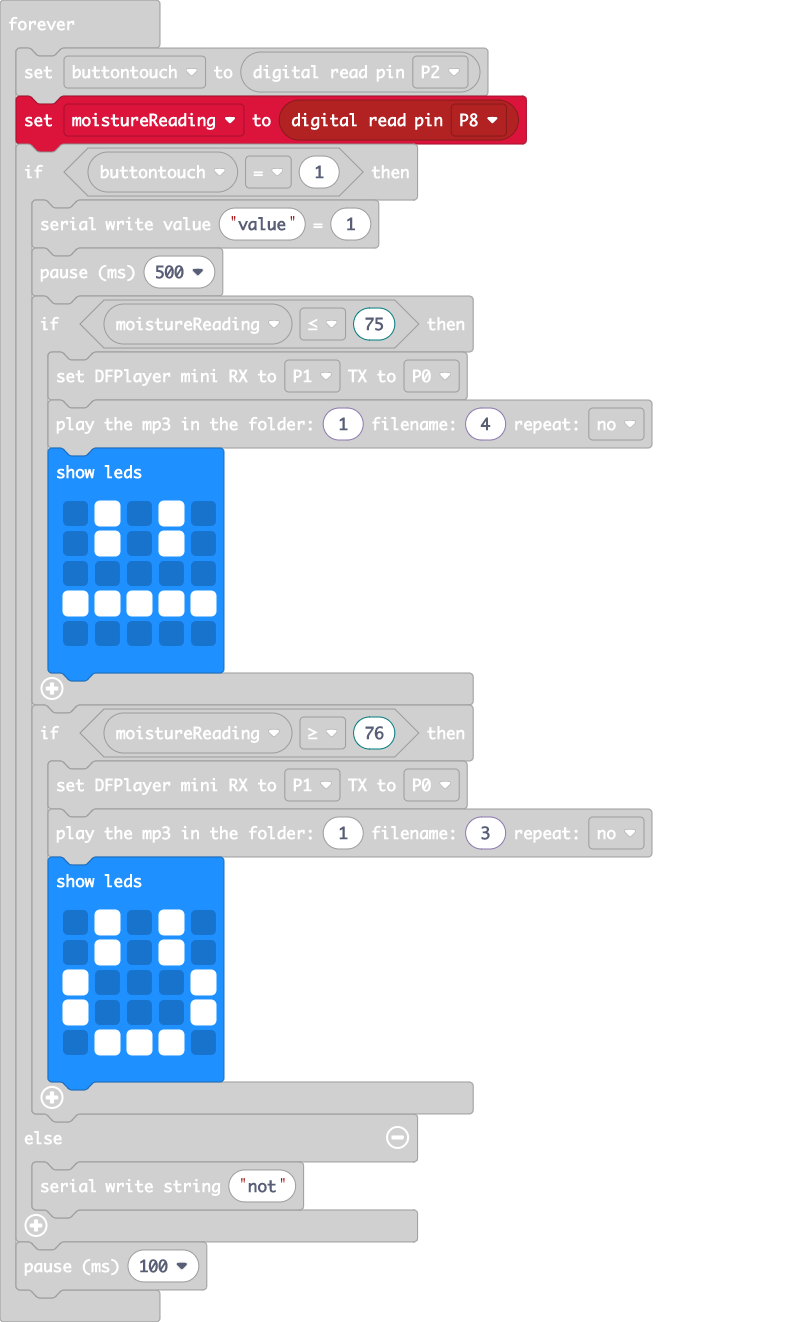 forever
set buttontouch to digital read pin P2
set moistureReading to digital read pin P8
if buttontouch = 1 then
serial write value "value" = 1
pause (ms) 500
if moistureReading ≤ 75 then
set DFPlayer mini RX to P1 TX to P0
play the mp3 in the folder: 1 filename: 4 repeat: no
show leds
if moistureReading ≥ 76 then
set DFPlayer mini RX to P1 TX to P0
play the mp3 in the folder: 1 filename: 3 repeat: no
show leds
else
serial write string "not"
pause (ms) 100